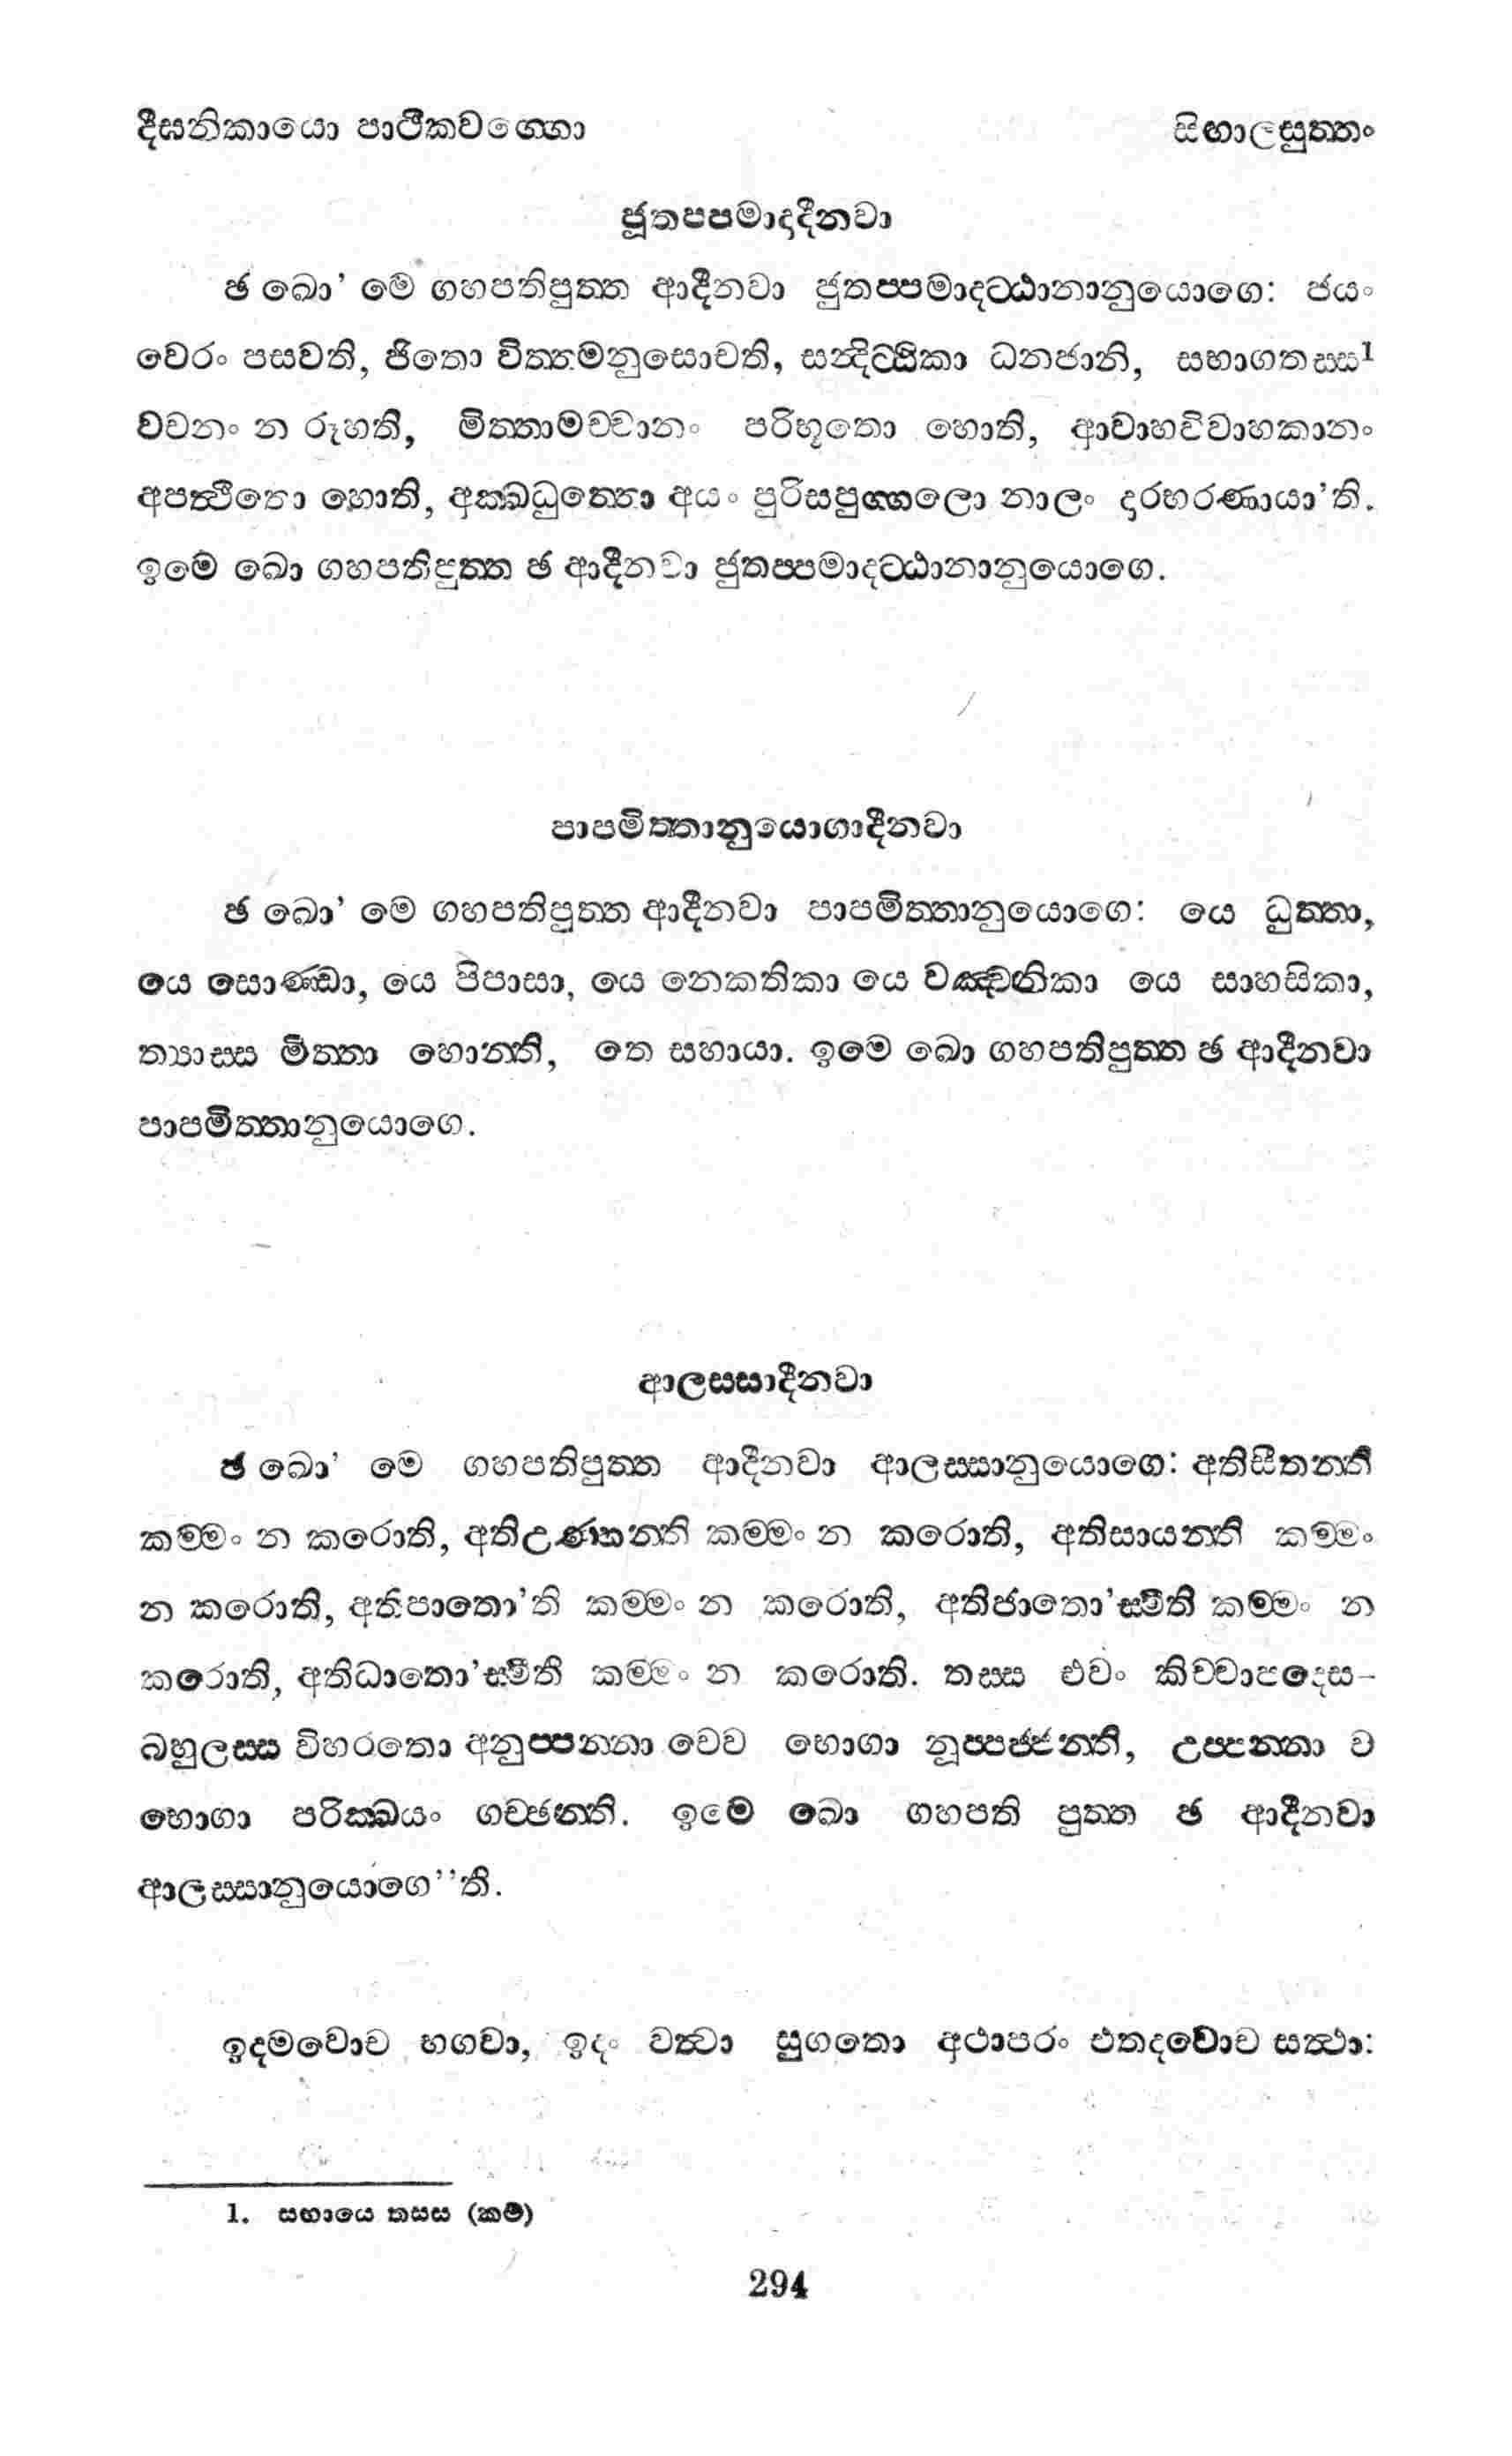 දීඝනිකායො පාථිකවග්ගො
සිඟාලසුත්තං
ජූතපපමාදාදීනවා
ඡ ඛො’ මෙ ගහපතිපුත්ත ආදීනවා ජූතප්පමාදට්ඨානානුයොගෙ: ජයං
වෙරං පසවති, ජිතො විත්තමනුසොචති, සන්දිට්ඨිකා ධනජානි, සභාගතස්ස1
වචනං න රූහති, මිත්තාමච්චානං පරිභූතො හොති, ආවාහවිවාහකානං
අපත්ථිතො හොති, අක්ඛධුත්තො අයං පුරිසපුග්ගලො නාලං දාරභරණායා’ති.
ඉමෙ ඛො ගහපතිපුත්ත ඡ ආදීනවා ජූතප්පමාදට්ඨානානුයොගෙ.
පාපමිත්තානුයොගාදීනවා
ඡ ඛො’ මෙ ගහපතිපුත්ත ආදීනවා පාපමිත්තානුයොගෙ: යෙ ධුත්තා,
යෙ සොණ්ඩා, යෙ පිපාසා, යෙ නෙකතිකා යෙ වඤ්චනිකා යෙ සාහසිකා,
ත්‍යාස්ස මිත්තා හොන්ති, තෙ සහායා. ඉමෙ ඛො ගහපතිපුත්ත ඡ ආදීනවා
පාපමිත්තානුයොගෙ.
ආලසසාදීනවා
ඡ ඛො’ මෙ ගහපතිපුත්ත ආදීනවා ආලස්සානුයොගෙ: අතිසීතන්ති
කම්මං න කරොති, අතිඋණ්හන්ති කම්මං න කරොති, අතිසායන්ති කම්මං
න කරොති, අතිපාතො’ති කම්මං න කරොති, අතිඡාතො’ස්මීති කම්මං න
කරොති, අතිධාතො’ස්මීති කම්මං න කරොති. තස්ස එවං කිච්චාපදෙස-
බහුලස්ස විහරතො අනුප්පන්නා චෙව භොගා නූප්පජ්ජන්ති, උප්පන්නා ච
භොගා පරික්ඛයං ගච්ඡන්ති. ඉමෙ ඛො ගහපති පුත්ත ඡ ආදීනවා
ආලස්සානුයොගෙ’’ති.
ඉදමවොච භගවා, ඉදං වත්වා සුගතො අථාපරං එතදවොච සත්ථා:
1. සභායෙ තසස (කම්)
294